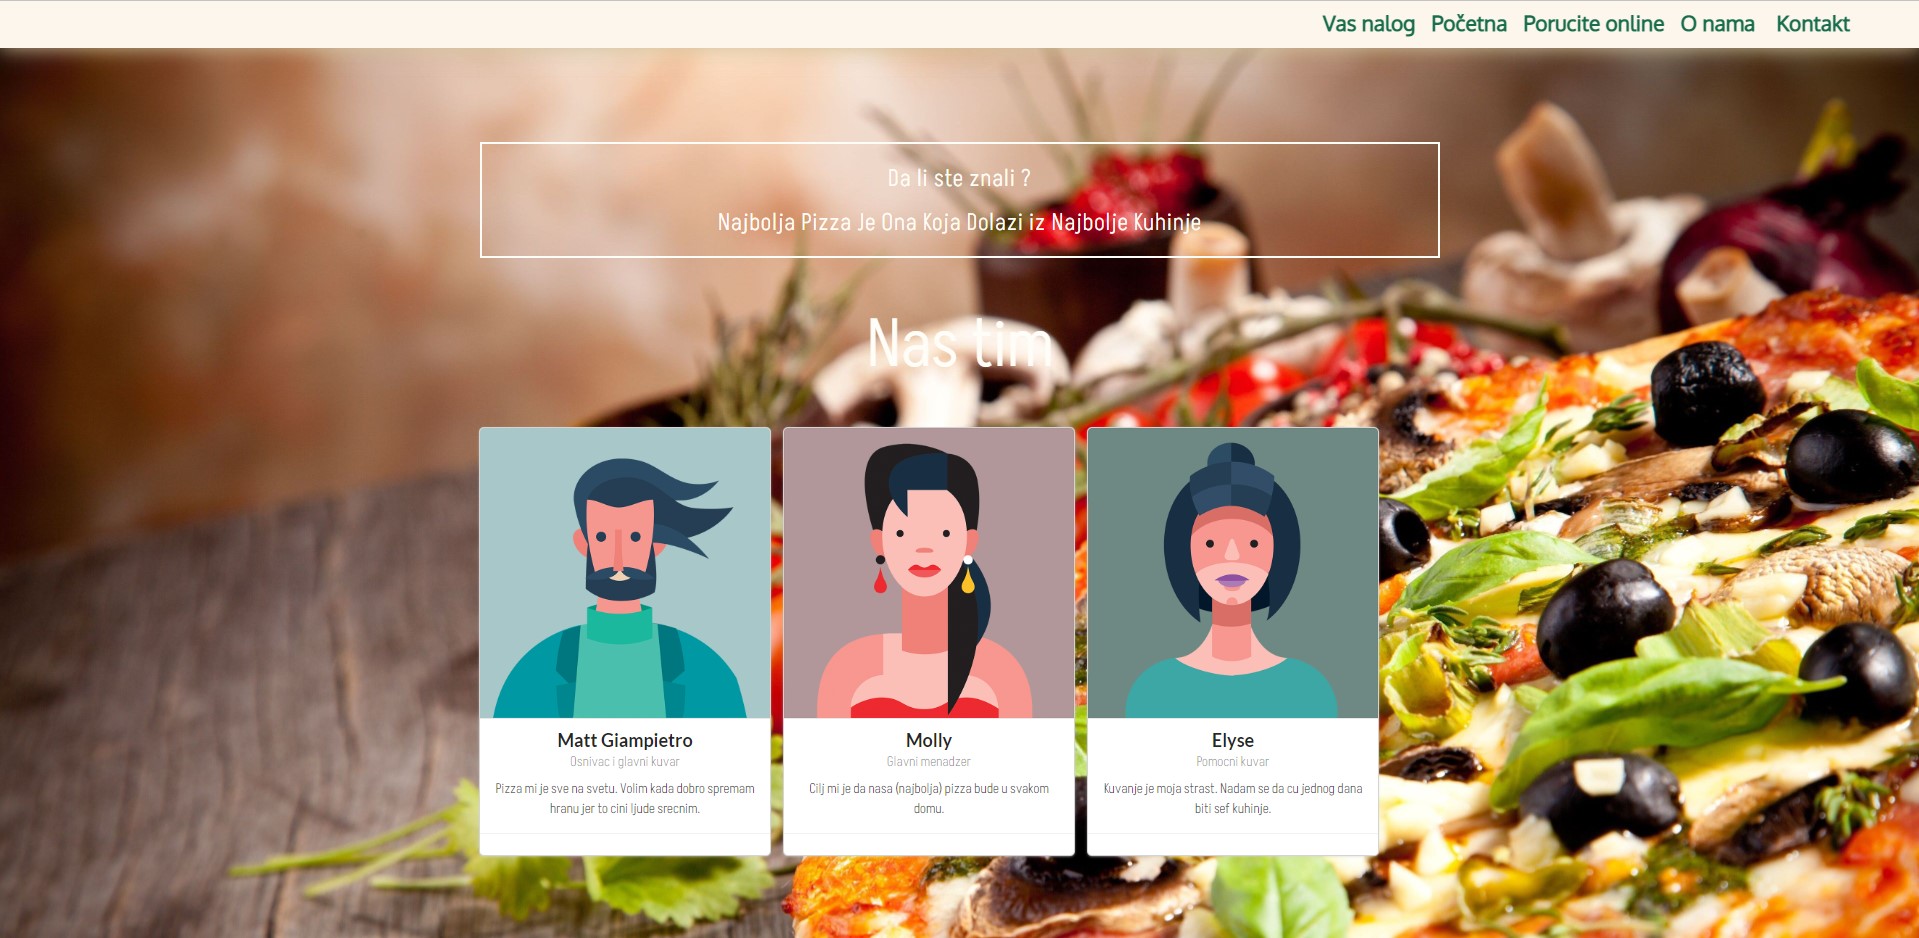 Vas nalog Početna Porucite online O nama Kontakt
Da li ste znali ?
Najbolja Pizza Je Ona Koja Dolazi iz Najbolje Kuhinje
Nas tim
Matt Giampietro
Osnivac i glavni kuvar
Pizza mi je sve na svetu. Volim kada dobro spremam
hranu jer to cini ljude srecnim.
Molly
Glavni menadzer
Cilj mi je da nasa (najbolja) pizza bude u svakom
domu.
Elyse
Pomocni kuvar
Kuvanje je moja strast. Nadam se da cu jednog dana
biti sef kuhinje.